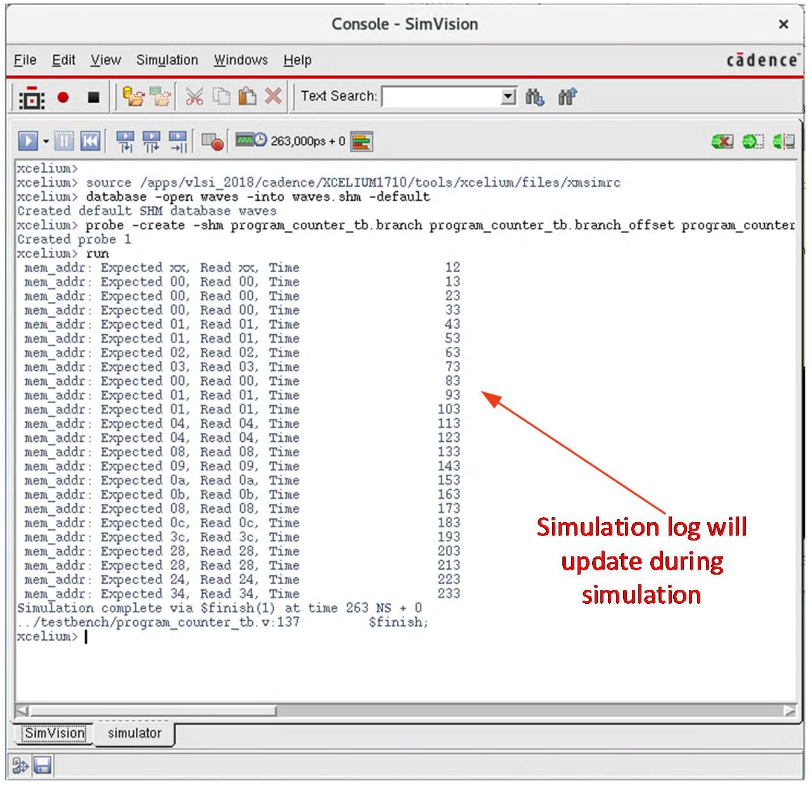 Console - SimVision
×
File Edit View Simulation Windows Help
cādence
Text Search:
263,000ps + 0
xcelium>
xcelium> source /apps/vlsi_2018/cadence/XCELIUM1710/tools/xcelium/files/xmsimrc
xcelium> database -open waves -into waves.shm -default
Created default SHM database waves
xcelium> probe -create -shm program_counter_tb.branch program_counter_tb.branch_offset program_counter
Created probe 1
xcelium> run
mem_addr: Expected xx, Read xx, Time 12
mem_addr: Expected 00, Read 00, Time 13
mem_addr: Expected 00, Read 00, Time 23
mem_addr: Expected 00, Read 00, Time 33
mem_addr: Expected 01, Read 01, Time 43
mem_addr: Expected 01, Read 01, Time 53
mem_addr: Expected 02, Read 02, Time 63
mem_addr: Expected 03, Read 03, Time 73
mem_addr: Expected 00, Read 00, Time 83
mem_addr: Expected 01, Read 01, Time 93
mem_addr: Expected 01, Read 01, Time 103
mem_addr: Expected 04, Read 04, Time 113
mem_addr: Expected 04, Read 04, Time 123
mem_addr: Expected 08, Read 08, Time 133
mem_addr: Expected 09, Read 09, Time 143
mem_addr: Expected 0a, Read 0a, Time 153
mem_addr: Expected 0b, Read 0b, Time 163
mem_addr: Expected 08, Read 08, Time 173
mem_addr: Expected 0c, Read 0c, Time 183
mem_addr: Expected 3c, Read 3c, Time 193
mem_addr: Expected 28, Read 28, Time 203
mem_addr: Expected 28, Read 28, Time 213
mem_addr: Expected 24, Read 24, Time 223
mem_addr: Expected 34, Read 34, Time 233
Simulation complete via $finish(1) at time 263 NS + 0
../testbench/program_counter_tb.v:137 $finish;
xcelium>
Simulation log will
update during
simulation
SimVision simulator